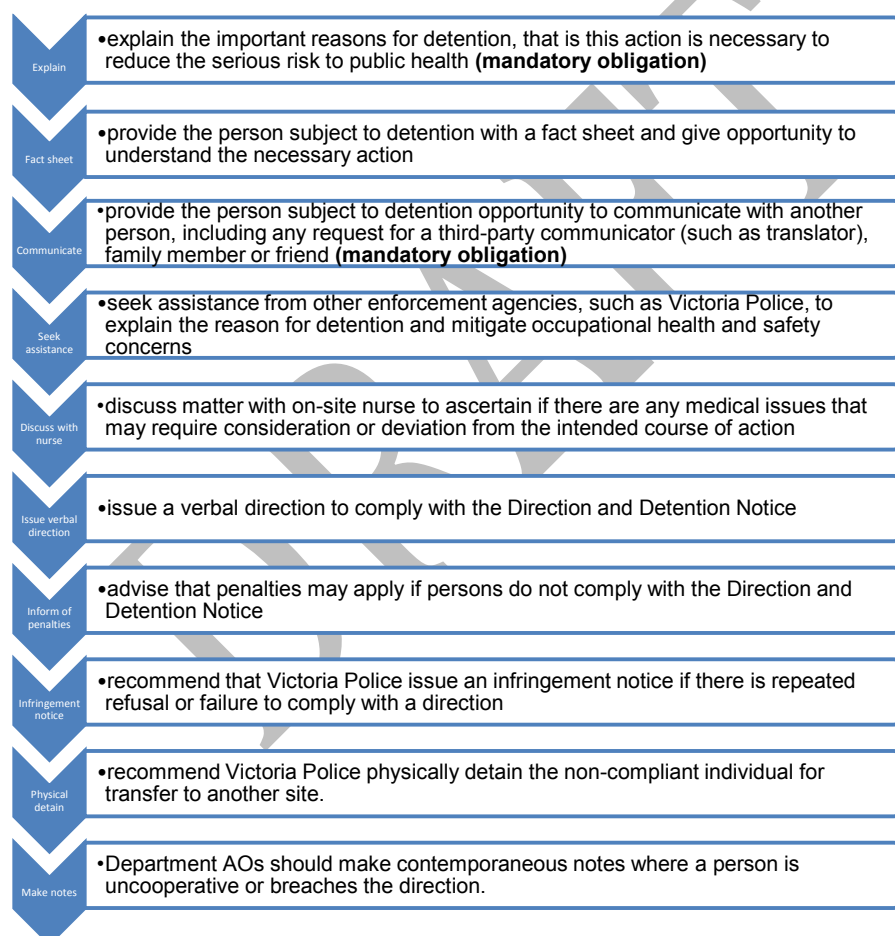 Explain
•explain the important reasons for detention, that is this action is necessary to
reduce the serious risk to public health (mandatory obligation)
Fact sheet
•provide the person subject to detention with a fact sheet and give opportunity to
understand the necessary action
Communicate
•provide the person subject to detention opportunity to communicate with another
person, including any request for a third-party communicator (such as translator),
family member or friend (mandatory obligation)
Seek
assistance
•seek assistance from other enforcement agencies, such as Victoria Police, to
explain the reason for detention and mitigate occupational health and safety
concerns
Discuss with
nurse
•discuss matter with on-site nurse to ascertain if there are any medical issues that
may require consideration or deviation from the intended course of action
Issue verbal
direction
•issue a verbal direction to comply with the Direction and Detention Notice
Inform of
penalties
•advise that penalties may apply if persons do not comply with the Direction and
Detention Notice
Infringement
notice
•recommend that Victoria Police issue an infringement notice if there is repeated
refusal or failure to comply with a direction
Physical
detain
•recommend Victoria Police physically detain the non-compliant individual for
transfer to another site.
Make notes
•Department AOs should make contemporaneous notes where a person is
uncooperative or breaches the direction.
DRAFT